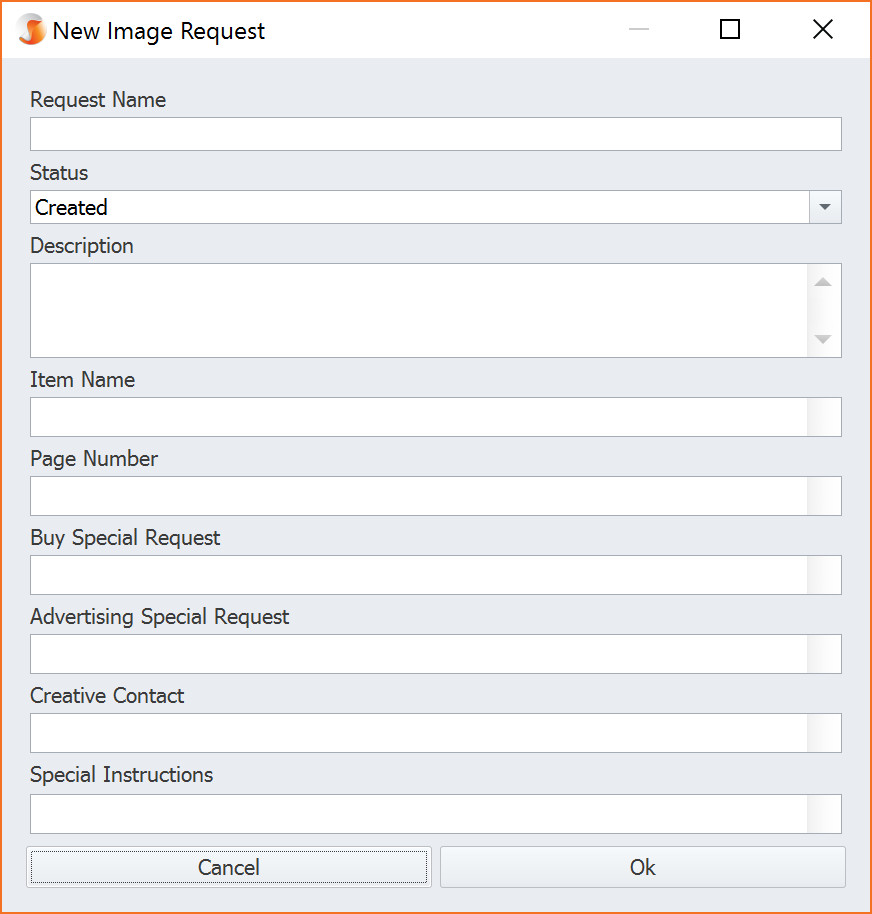 New Image Request
Request Name
Status
Created
Description
Item Name
Page Number
Buy Special Request
Advertising Special Request
Creative Contact
Special Instructions
Cancel Ok